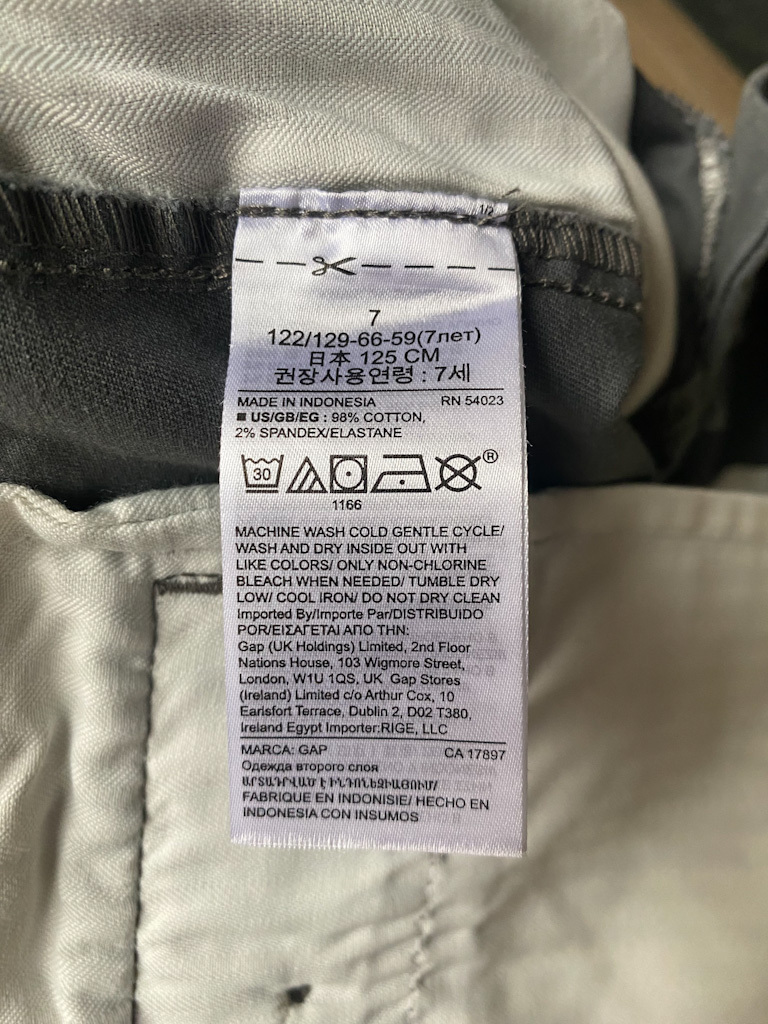 1/2
7
122/129-66-59(7лет)
日本 125 CM
권장사용연령 : 7세
MADE IN INDONESIA RN 54023
US/GB/EG : 98% COTTON,
2% SPANDEX/ELASTANE
30
®
1166
MACHINE WASH COLD GENTLE CYCLE/
WASH AND DRY INSIDE OUT WITH
LIKE COLORS/ ONLY NON-CHLORINE
BLEACH WHEN NEEDED/ TUMBLE DRY
LOW/ COOL IRON/ DO NOT DRY CLEAN
Imported By/Importe Par/DISTRIBUIDO
POR/ΕΙΣΑΓΕΤΑΙ ΑΠΟ ΤΗΝ:
Gap (UK Holdings) Limited, 2nd Floor
Nations House, 103 Wigmore Street,
London, W1U 1QS, UK Gap Stores
(Ireland) Limited c/o Arthur Cox, 10
Earlsfort Terrace, Dublin 2, D02 T380,
Ireland Egypt Importer:RIGE, LLC
MARCA: GAP CA 17897
Одежда второго слоя
ԱՐՏԱԴՐՎԱԾ Է ԻՆԴՈՆԵԶԻԱՅՈՒՄ/
FABRIQUE EN INDONISIE/ HECHO EN
INDONESIA CON INSUMOS